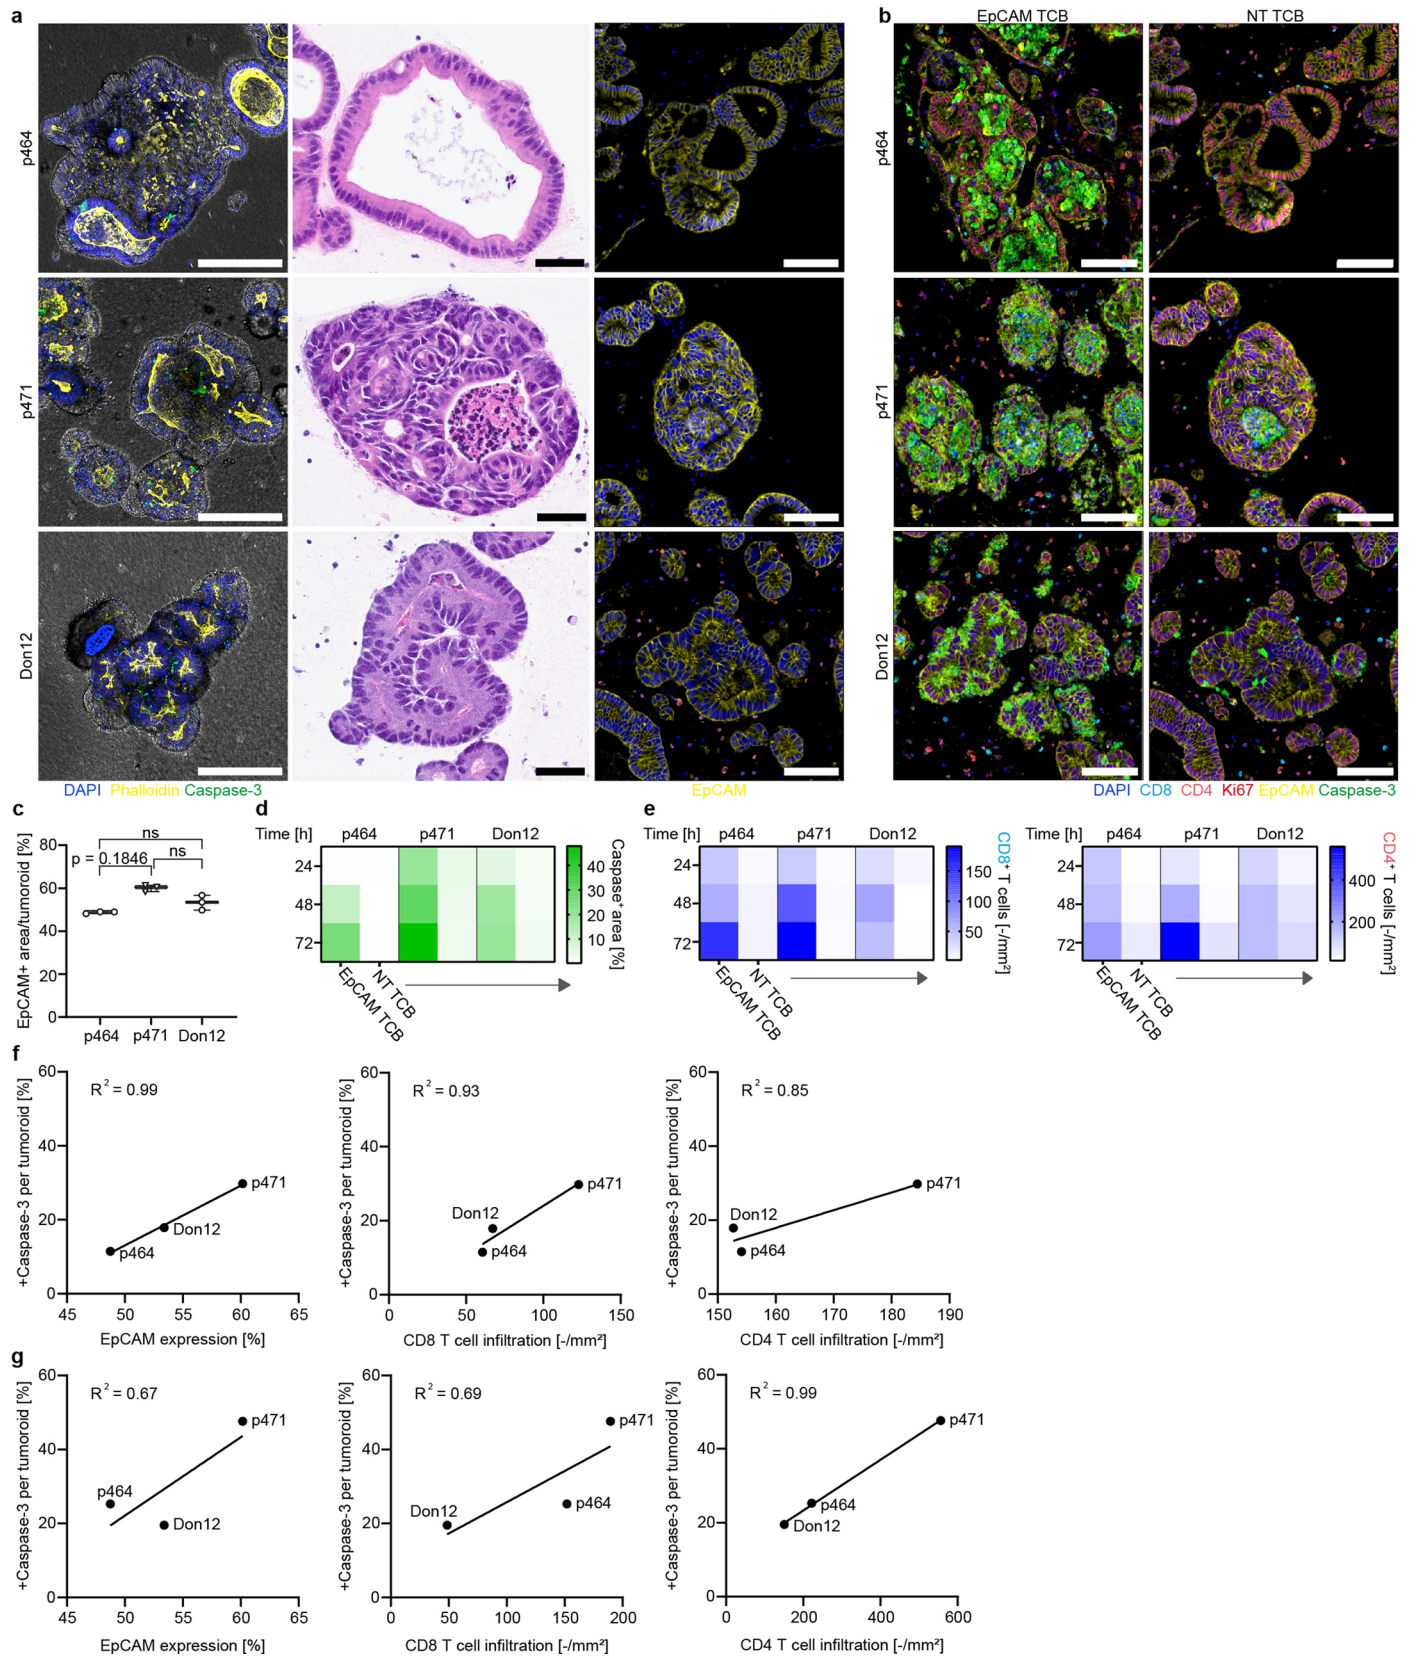 a
b
EpCAM TCB
NT TCB
p464
p471
Don12
DAPI Phalloidin Caspase-3
EpCAM
DAPI CD8 CD4 Ki67 EpCAM Caspase-3
c
EpCAM+ area/tumoroid [%]
80
60
40
20
0
ns
p = 0.1846
ns
p464 p471 Don12
d
Time [h] p464 p471 Don12
24
48
72
EpCAM TCB
NT TCB
40
30
20
10
Caspase⁺ area [%]
e
Time [h] p464 p471 Don12
24
48
72
EpCAM TCB
NT TCB
150
100
50
CD8⁺ T cells [-/mm²]
Time [h] p464 p471 Don12
24
48
72
EpCAM TCB
NT TCB
400
200
CD4⁺ T cells [-/mm²]
f
+Caspase-3 per tumoroid [%]
60
40
20
0
R² = 0.99
p471
Don12
p464
45 50 55 60 65
EpCAM expression [%]
+Caspase-3 per tumoroid [%]
60
40
20
0
R² = 0.93
p471
Don12
p464
0 50 100 150
CD8 T cell infiltration [-/mm²]
+Caspase-3 per tumoroid [%]
60
40
20
0
R² = 0.85
p471
Don12
p464
150 160 170 180 190
CD4 T cell infiltration [-/mm²]
g
+Caspase-3 per tumoroid [%]
60
40
20
0
R² = 0.67
p471
p464
Don12
45 50 55 60 65
EpCAM expression [%]
+Caspase-3 per tumoroid [%]
60
40
20
0
R² = 0.69
p471
Don12
p464
0 50 100 150 200
CD8 T cell infiltration [-/mm²]
+Caspase-3 per tumoroid [%]
60
40
20
0
R² = 0.99
p471
p464
Don12
0 200 400 600
CD4 T cell infiltration [-/mm²]